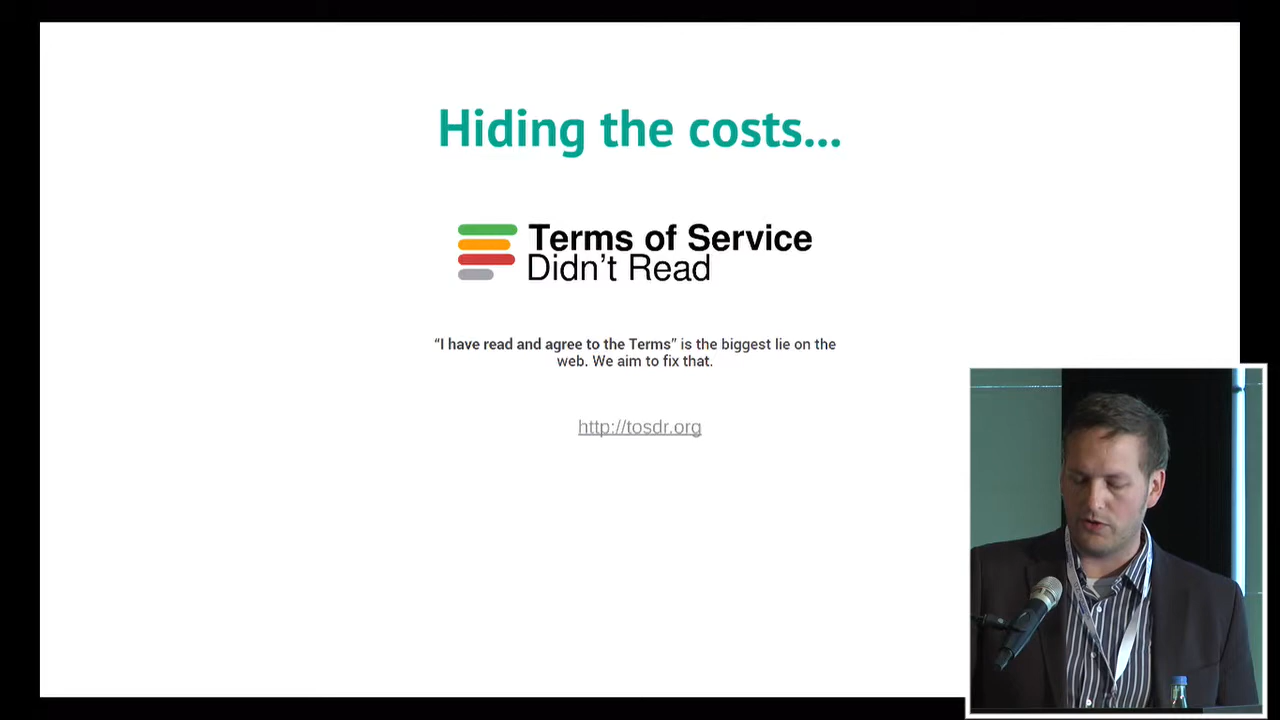 Hiding the costs...
Terms of Service
Didn’t Read
“I have read and agree to the Terms” is the biggest lie on the
web. We aim to fix that.
http://tosdr.org